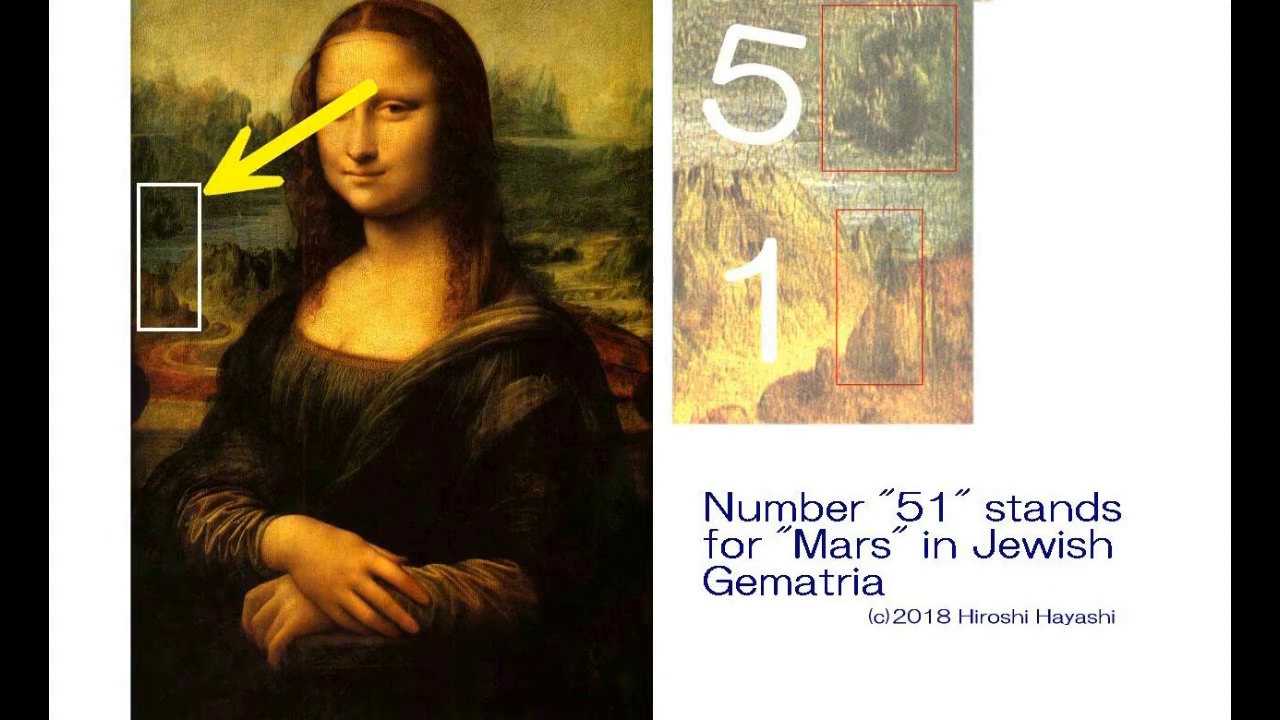 5
1
Number "51" stands
for "Mars" in Jewish
Gematria
(c)2018 Hiroshi Hayashi